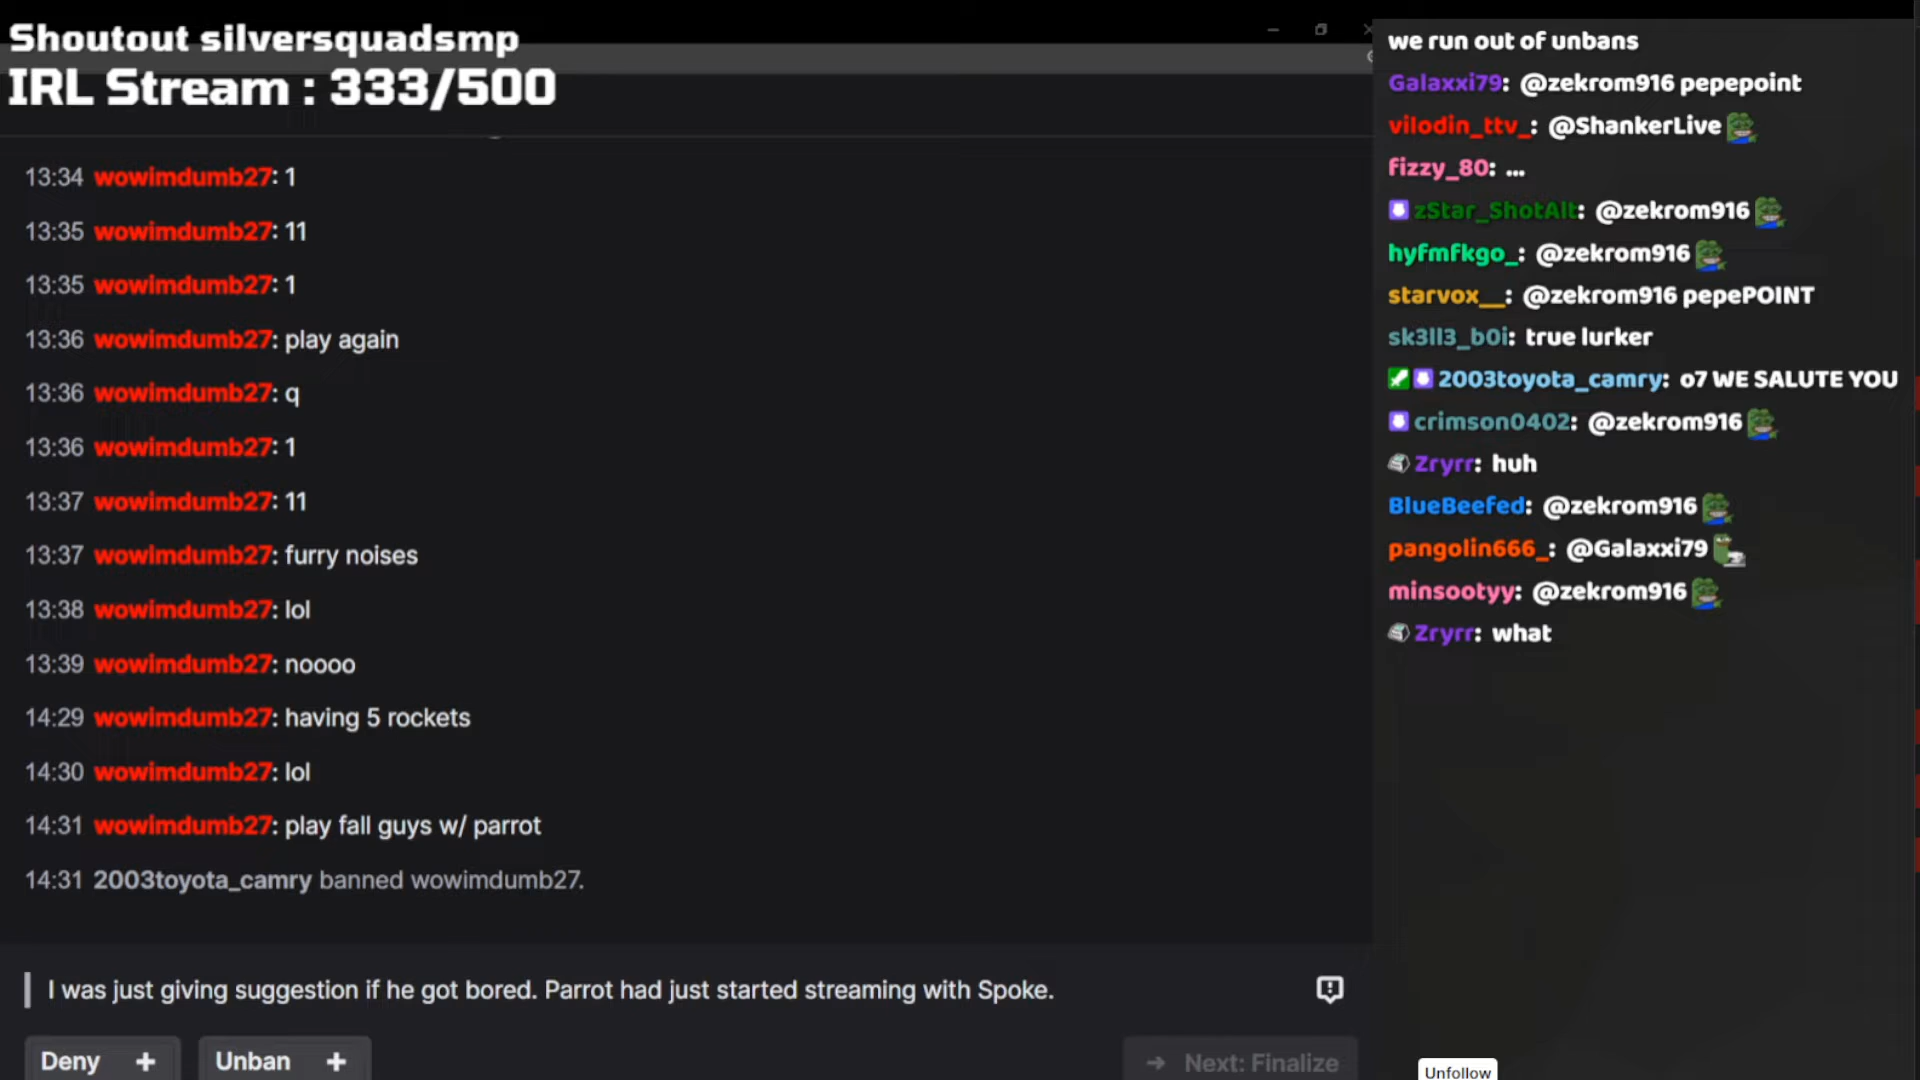 Shoutout silversquadsmp
IRL Stream : 333/500
13:34 wowimdumb27: 1
13:35 wowimdumb27: 11
13:35 wowimdumb27: 1
13:36 wowimdumb27: play again
13:36 wowimdumb27: q
13:36 wowimdumb27: 1
13:37 wowimdumb27: 11
13:37 wowimdumb27: furry noises
13:38 wowimdumb27: lol
13:39 wowimdumb27: noooo
14:29 wowimdumb27: having 5 rockets
14:30 wowimdumb27: lol
14:31 wowimdumb27: play fall guys w/ parrot
14:31 2003toyota_camry banned wowimdumb27.
I was just giving suggestion if he got bored. Parrot had just started streaming with Spoke.
Deny +
Unban +
→ Next: Finalize
we run out of unbans
Galaxxi79: @zekrom916 pepepoint
vilodin_ttv_: @ShankerLive
fizzy_80: ...
zStar_ShotAlt: @zekrom916
hyfmfkgo_: @zekrom916
starvox__: @zekrom916 pepePOINT
sk3ll3_b0i: true lurker
2003toyota_camry: o7 WE SALUTE YOU
crimson0402: @zekrom916
Zryrr: huh
BlueBeefed: @zekrom916
pangolin666_: @Galaxxi79
minsootyy: @zekrom916
Zryrr: what
Unfollow